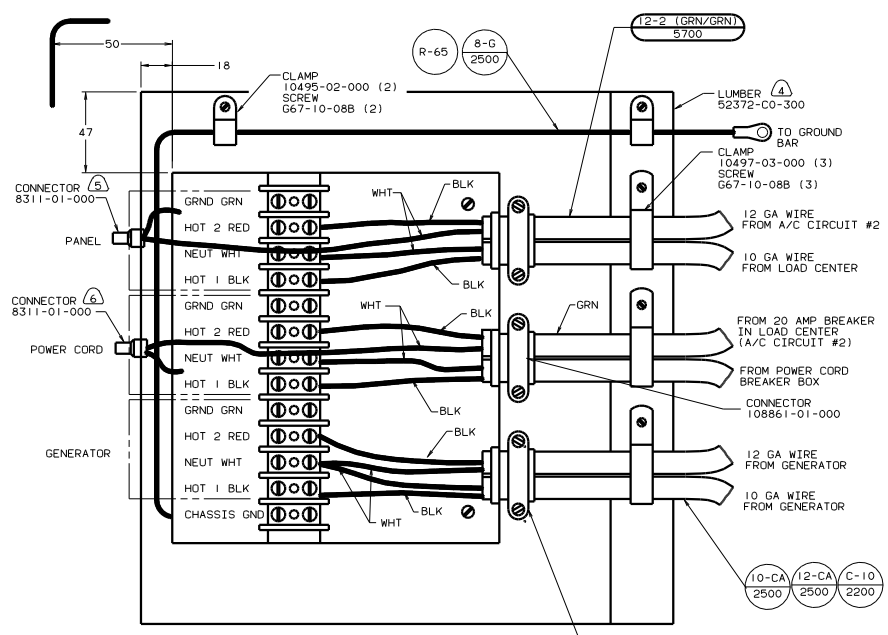 12-2 (GRN/GRN)
5700
50
R-65
8-G
2500
18
CLAMP
10495-02-000 (2)
SCREW
G67-10-08B (2)
LUMBER 4
52372-C0-300
47
TO GROUND
BAR
CLAMP
10497-03-000 (3)
SCREW
G67-10-08B (3)
CONNECTOR 5
8311-01-000
PANEL
GRND GRN
HOT 2 RED
NEUT WHT
HOT 1 BLK
WHT
BLK
BLK
12 GA WIRE
FROM A/C CIRCUIT #2
10 GA WIRE
FROM LOAD CENTER
CONNECTOR 6
8311-01-000
POWER CORD
GRND GRN
HOT 2 RED
NEUT WHT
HOT 1 BLK
WHT
BLK
GRN
BLK
FROM 20 AMP BREAKER
IN LOAD CENTER
(A/C CIRCUIT #2)
FROM POWER CORD
BREAKER BOX
CONNECTOR
108861-01-000
GENERATOR
GRND GRN
HOT 2 RED
NEUT WHT
HOT 1 BLK
CHASSIS GND
BLK
BLK
WHT
12 GA WIRE
FROM GENERATOR
10 GA WIRE
FROM GENERATOR
10-CA
2500
12-CA
2500
C-10
2200